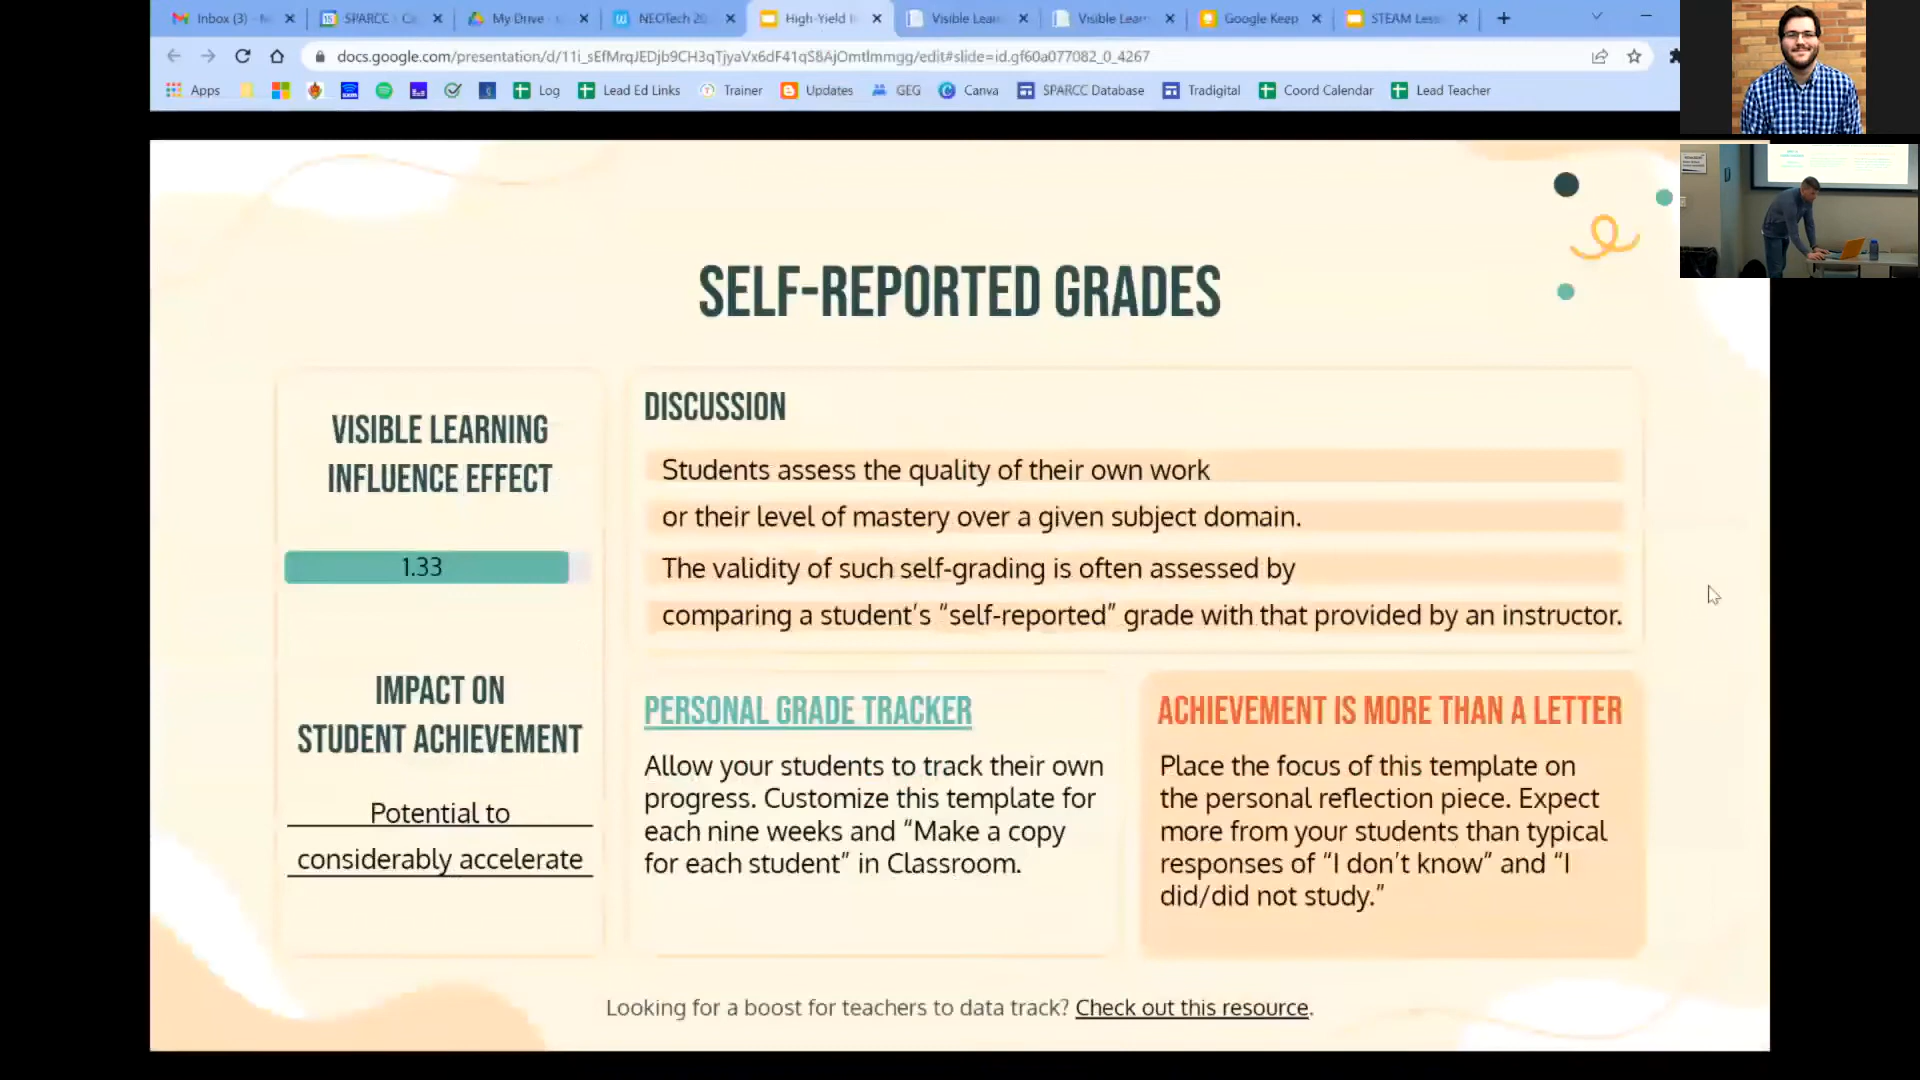 Inbox (3)
SPARCC - C
My Drive -
NEOTech 20
High-Yield I
Visible Lear
Visible Lear
Google Keep
STEAM Less
docs.google.com/presentation/d/11i_sEfMrqJEDjb9CH3qTjyaVx6dF41qS8AjOmtlmmgg/edit#slide=id.gf60a077082_0_4267
Apps
Log
Lead Ed Links
Trainer
Updates
GEG
Canva
SPARCC Database
Tradigital
Coord Calendar
Lead Teacher
SELF-REPORTED GRADES
VISIBLE LEARNING
INFLUENCE EFFECT
1.33
IMPACT ON
STUDENT ACHIEVEMENT
Potential to
considerably accelerate
DISCUSSION
Students assess the quality of their own work
or their level of mastery over a given subject domain.
The validity of such self-grading is often assessed by
comparing a student's “self-reported” grade with that provided by an instructor.
PERSONAL GRADE TRACKER
Allow your students to track their own
progress. Customize this template for
each nine weeks and “Make a copy
for each student” in Classroom.
ACHIEVEMENT IS MORE THAN A LETTER
Place the focus of this template on
the personal reflection piece. Expect
more from your students than typical
responses of “I don't know” and “I
did/did not study.”
Looking for a boost for teachers to data track? Check out this resource.